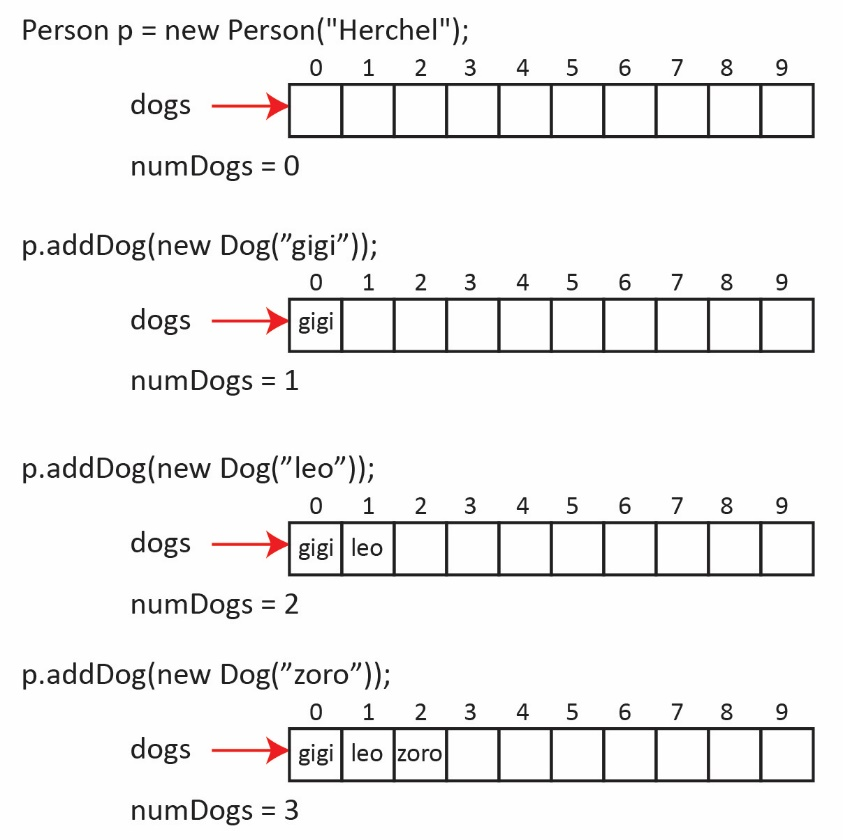 Person p = new Person("Herchel");
0 1 2 3 4 5 6 7 8 9
dogs
numDogs = 0
p.addDog(new Dog(”gigi”));
0 1 2 3 4 5 6 7 8 9
dogs gigi
numDogs = 1
p.addDog(new Dog(”leo”));
0 1 2 3 4 5 6 7 8 9
dogs gigi leo
numDogs = 2
p.addDog(new Dog(”zoro”));
0 1 2 3 4 5 6 7 8 9
dogs gigi leo zoro
numDogs = 3